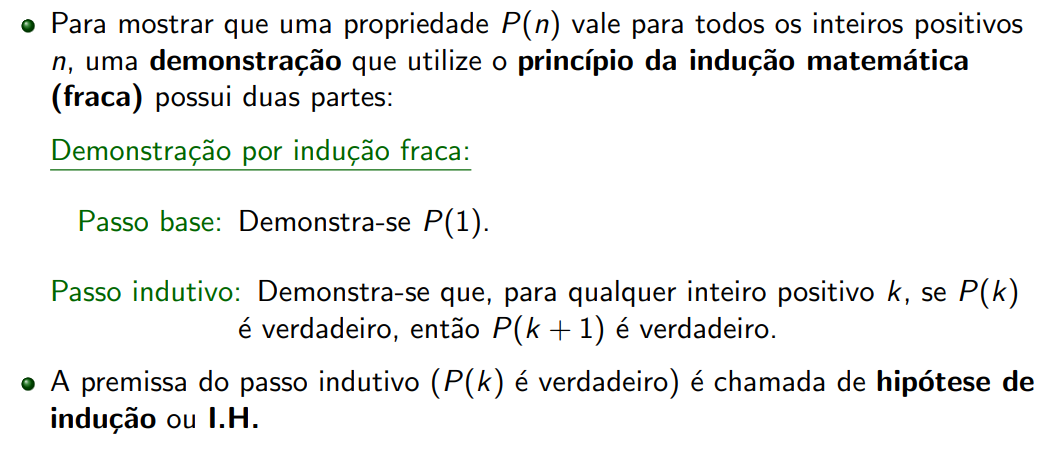 Para mostrar que uma propriedade P(n) vale para todos os inteiros positivos
n, uma demonstração que utilize o princípio da indução matemática
(fraca) possui duas partes:
Demonstração por indução fraca:
Passo base: Demonstra-se P(1).
Passo indutivo: Demonstra-se que, para qualquer inteiro positivo k, se P(k)
é verdadeiro, então P(k + 1) é verdadeiro.
A premissa do passo indutivo (P(k) é verdadeiro) é chamada de hipótese de
indução ou I.H.